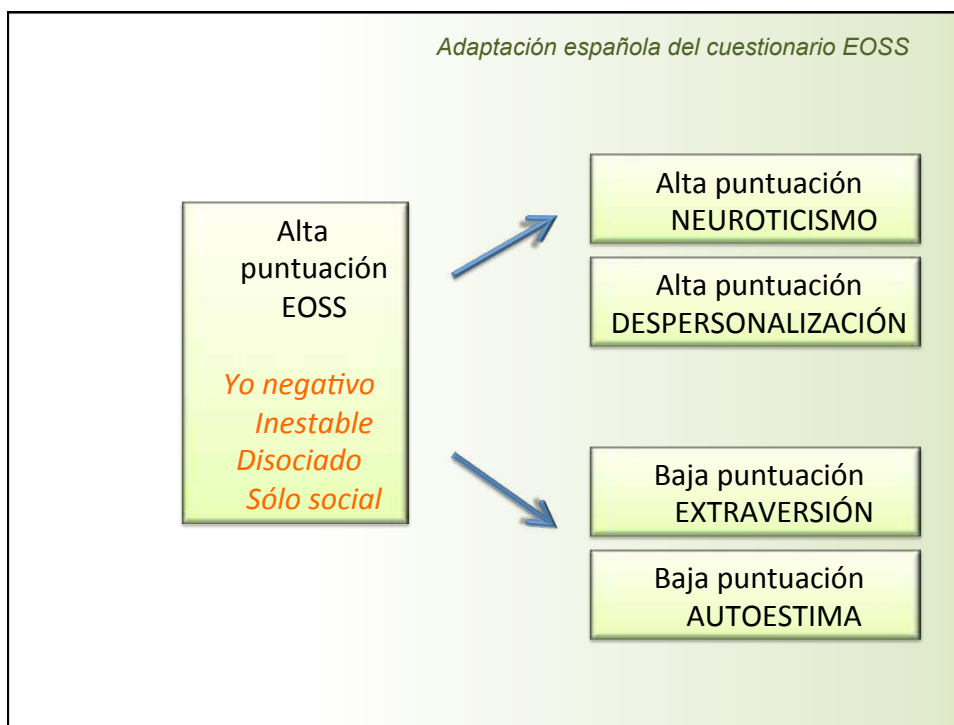 Adaptación española del cuestionario EOSS
Alta
puntuación
EOSS
Yo negativo
Inestable
Disociado
Sólo social
Alta puntuación
NEUROTICISMO
Alta puntuación
DESPERSONALIZACIÓN
Baja puntuación
EXTRAVERSIÓN
Baja puntuación
AUTOESTIMA